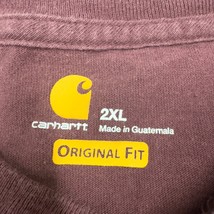 carhartt
2XL
Made in Guatemala
ORIGINAL FIT